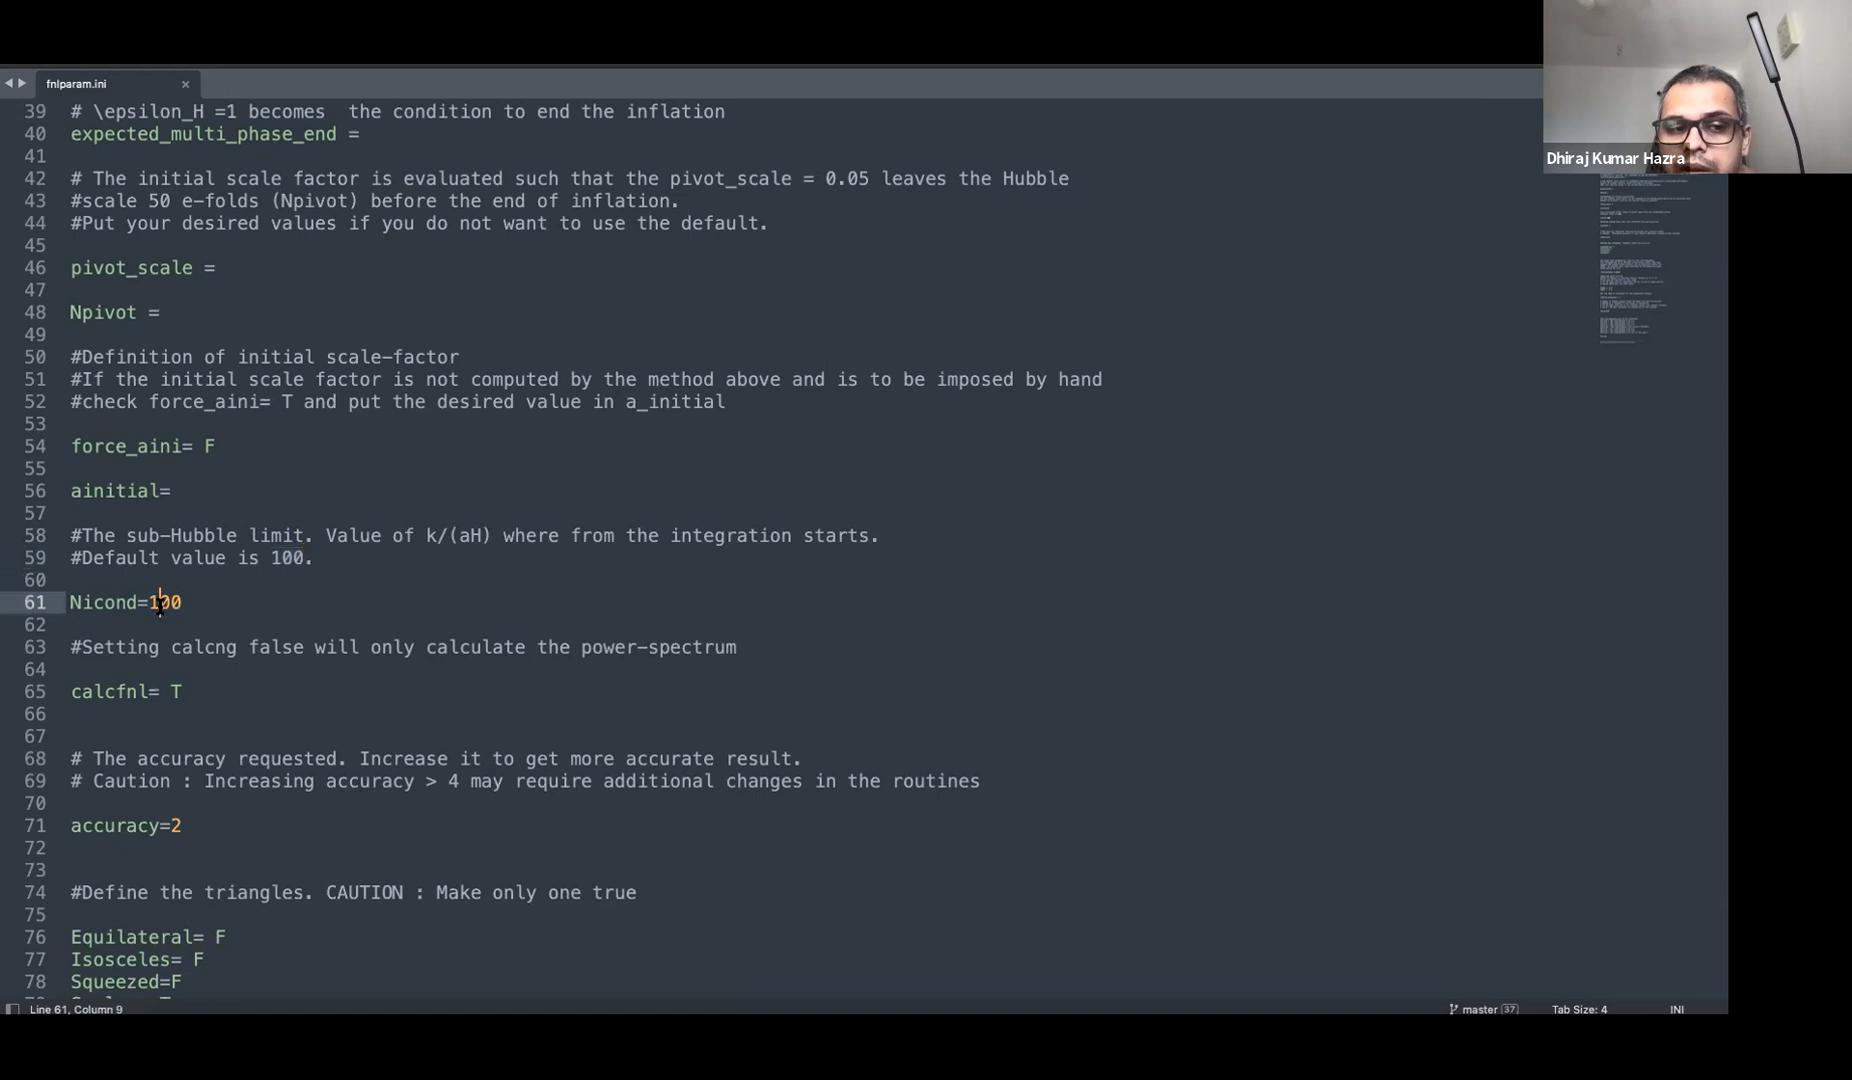 fnlparam.ini
Dhiraj Kumar Hazra
39 # \epsilon_H =1 becomes  the condition to end the inflation
40 expected_multi_phase_end =
41
42 # The initial scale factor is evaluated such that the pivot_scale = 0.05 leaves the Hubble
43 #scale 50 e-folds (Npivot) before the end of inflation.
44 #Put your desired values if you do not want to use the default.
45
46 pivot_scale =
47
48 Npivot =
49
50 #Definition of initial scale-factor
51 #If the initial scale factor is not computed by the method above and is to be imposed by hand
52 #check force_aini= T and put the desired value in a_initial
53
54 force_aini= F
55
56 ainitial=
57
58 #The sub-Hubble limit. Value of k/(aH) where from the integration starts.
59 #Default value is 100.
60
61 Nicond=100
62
63 #Setting calcng false will only calculate the power-spectrum
64
65 calcfnl= T
66
67
68 # The accuracy requested. Increase it to get more accurate result.
69 # Caution : Increasing accuracy > 4 may require additional changes in the routines
70
71 accuracy=2
72
73
74 #Define the triangles. CAUTION : Make only one true
75
76 Equilateral= F
77 Isosceles= F
78 Squeezed=F
Line 61, Column 9
master 37
Tab Size: 4
INI